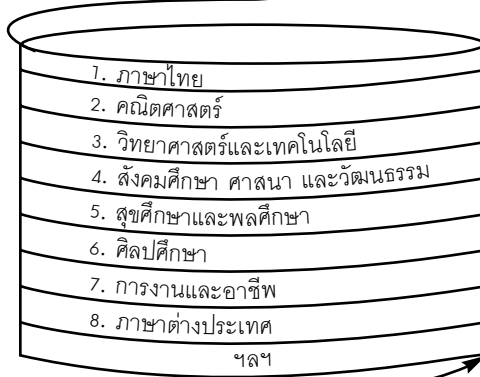 1. ภาษาไทย
2. คณิตศาสตร์
3. วิทยาศาสตร์และเทคโนโลยี
4. สังคมศึกษา ศาสนา และวัฒนธรรม
5. สุขศึกษาและพลศึกษา
6. ศิลปศึกษา
7. การงานและอาชีพ
8. ภาษาต่างประเทศ
ฯลฯ